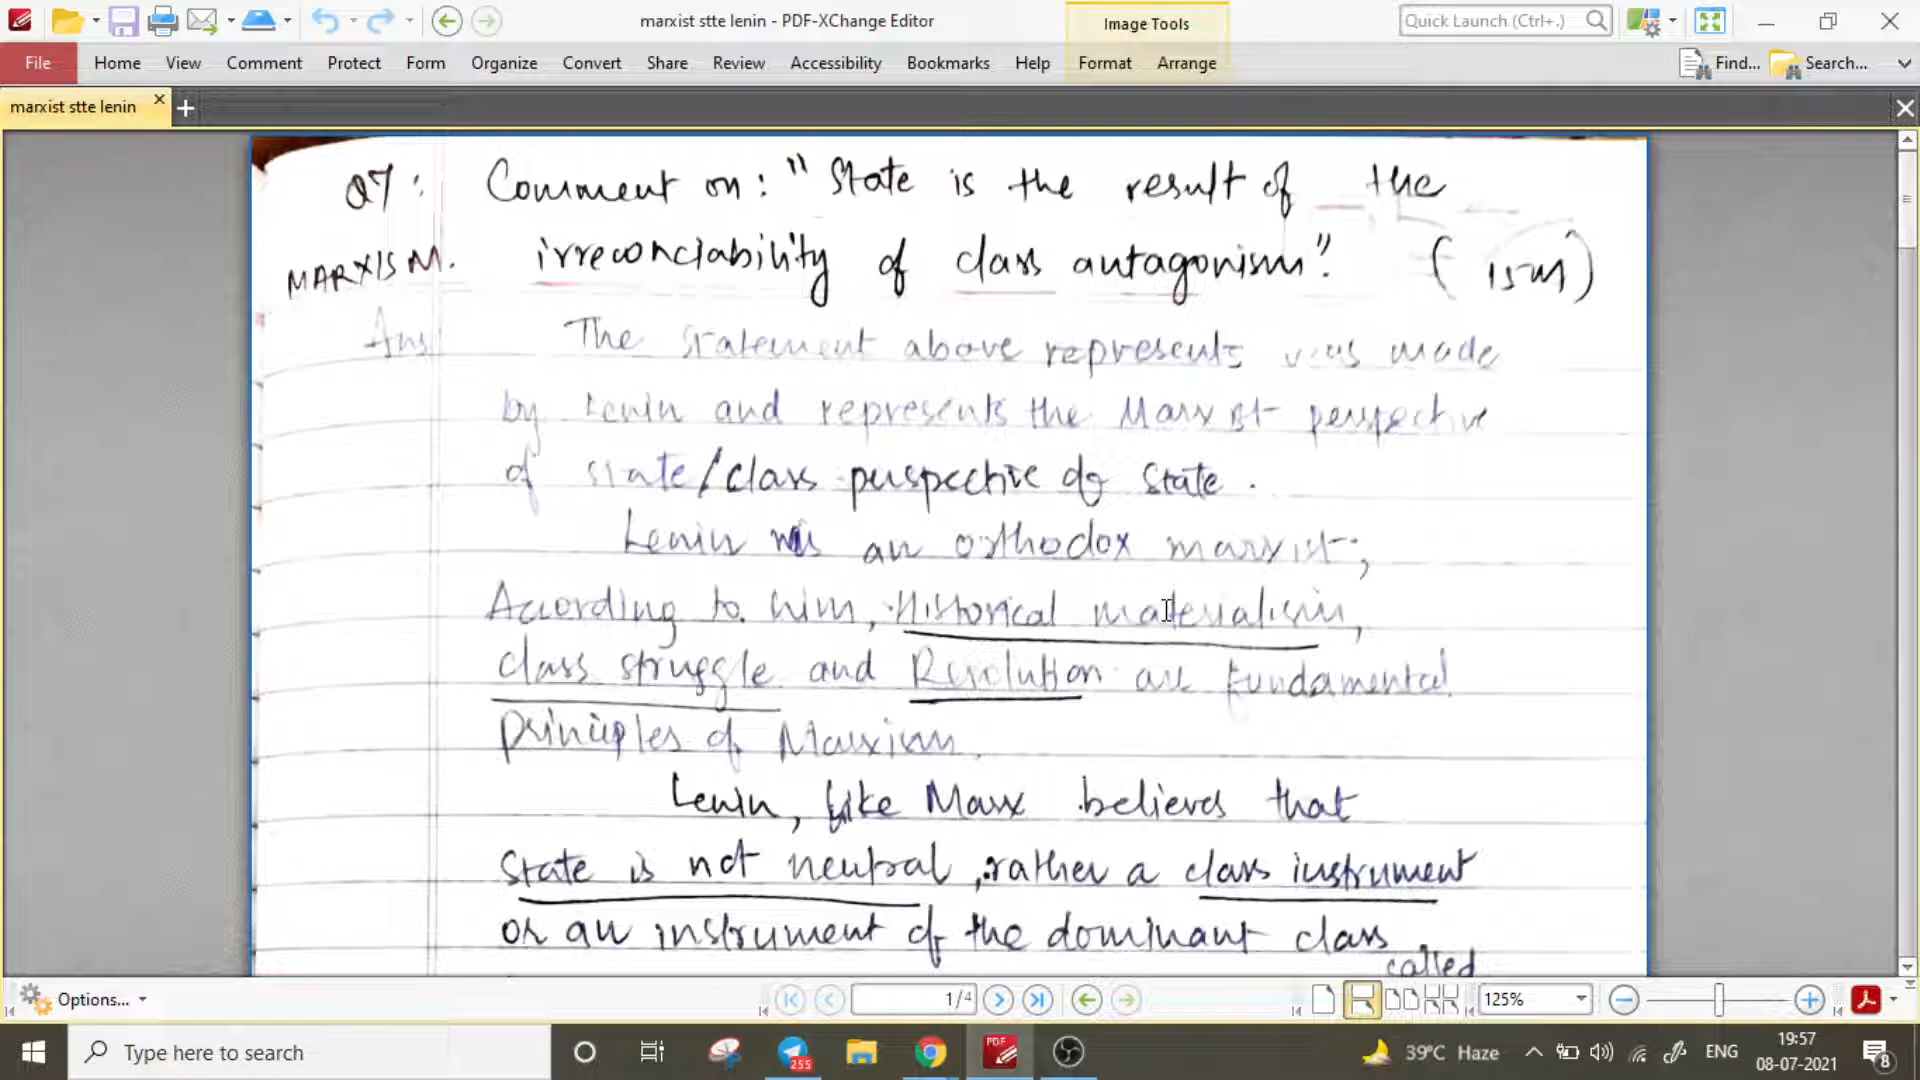 marxist stte lenin - PDF-XChange Editor
Image Tools
Quick Launch (Ctrl+.)
File Home View Comment Protect Form Organize Convert Share Review Accessibility Bookmarks Help Format Arrange Find... Search...
marxist stte lenin
Q7: Comment on: "State is the result of the
MARXISM. irreconciability of class antagonism". (15m)
Ans The statement above represents views made
by Lenin and represents the Marxist perspective
of state/class perspective of State.
Lenin was an orthodox marxist;
According to him, Historical materialism,
class struggle and Revolution are fundamental
principles of Marxism.
Lenin, like Marx believes that
State is not neutral, rather a class instrument
or an instrument of the dominant class
called
Options... 1/4 125%
Type here to search
255
PDF
39°C Haze
ENG
19:57
08-07-2021
8